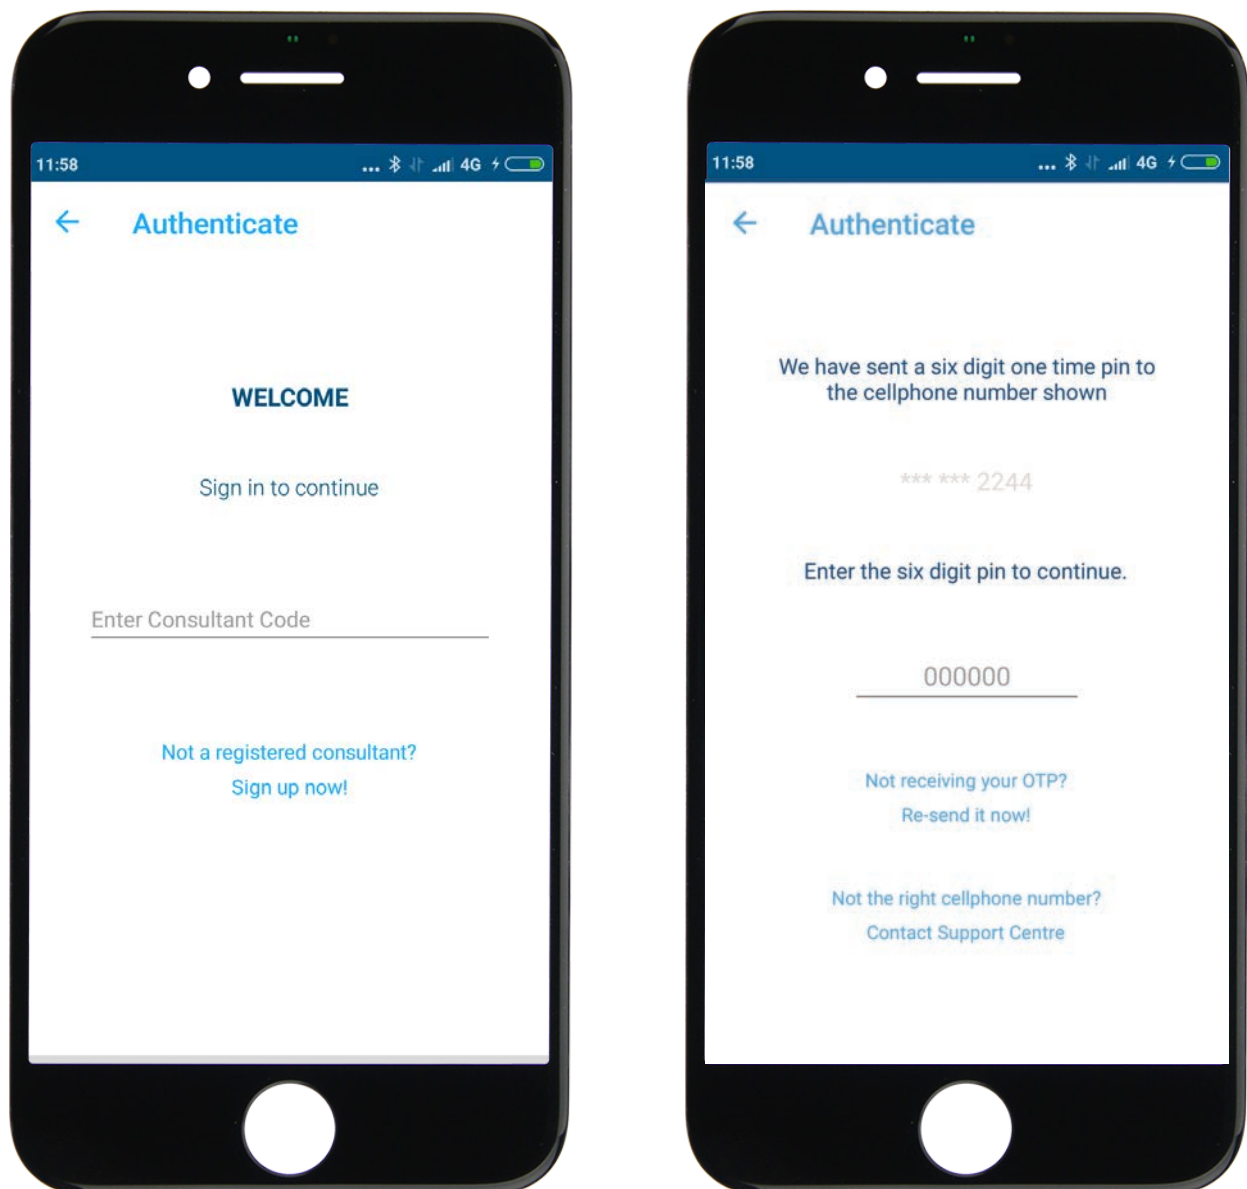 11:58
... 4G
Authenticate
WELCOME
Sign in to continue
Enter Consultant Code
Not a registered consultant?
Sign up now!
11:58
... 4G
Authenticate
We have sent a six digit one time pin to
the cellphone number shown
*** *** 2244
Enter the six digit pin to continue.
000000
Not receiving your OTP?
Re-send it now!
Not the right cellphone number?
Contact Support Centre